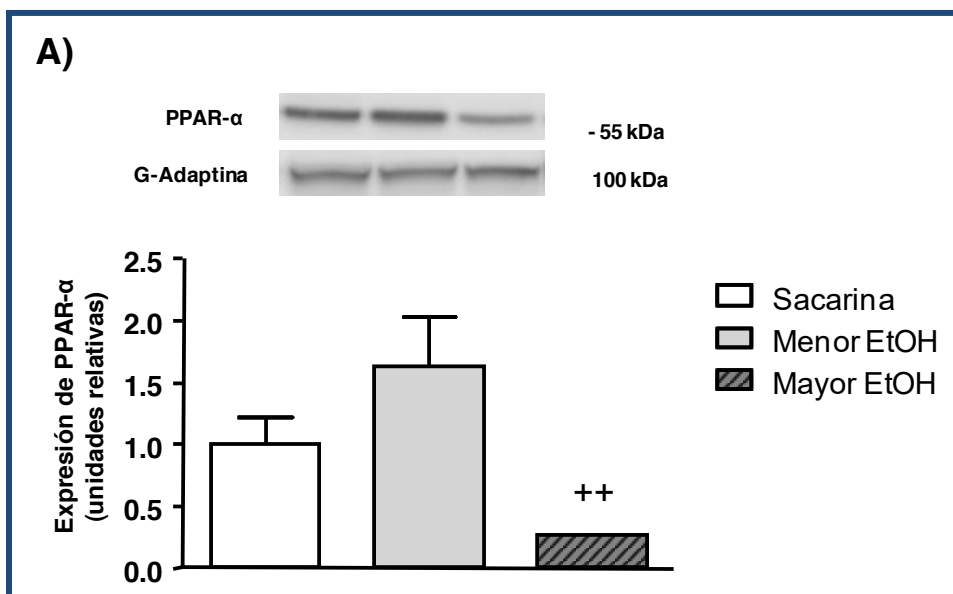 A)
PPAR-α
- 55 kDa
G-Adaptina
100 kDa
Expresión de PPAR-α
(unidades relativas)
2.5
2.0
1.5
1.0
0.5
0.0
++
Sacarina
Menor EtOH
Mayor EtOH